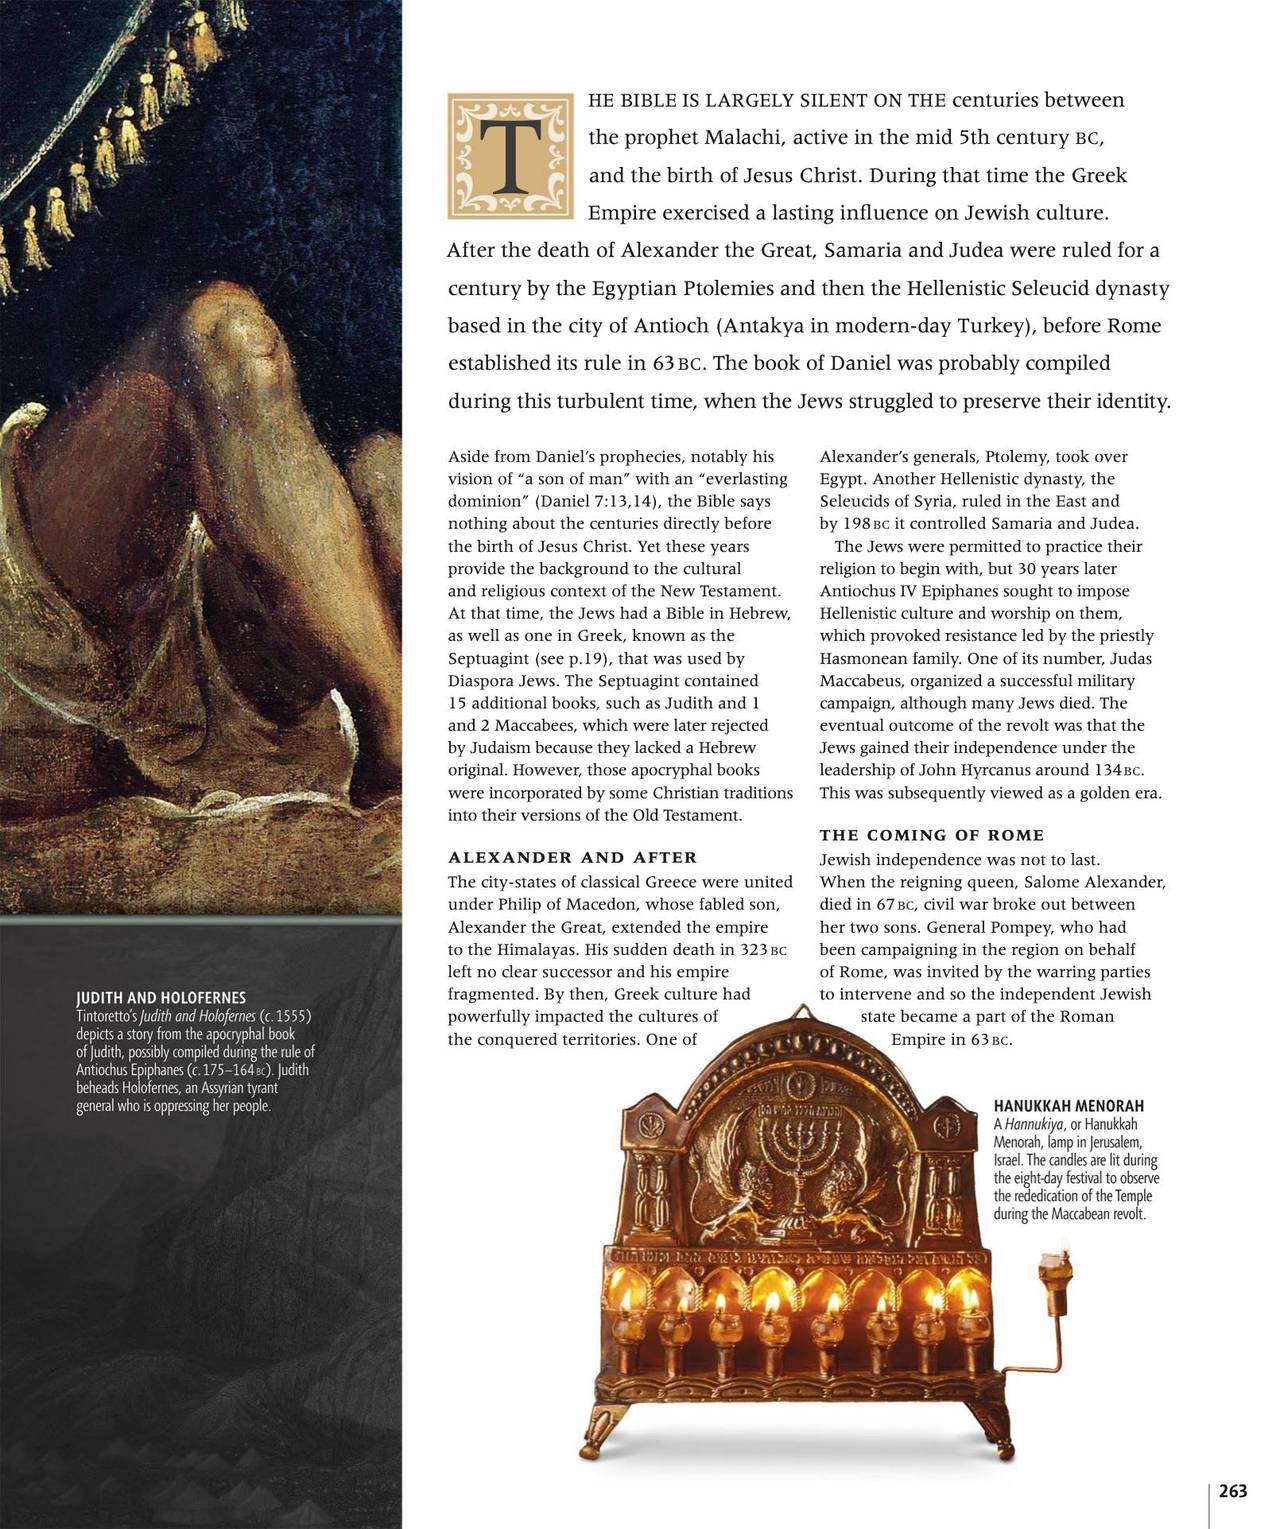 THE BIBLE IS LARGELY SILENT ON THE centuries between
the prophet Malachi, active in the mid 5th century BC,
and the birth of Jesus Christ. During that time the Greek
Empire exercised a lasting influence on Jewish culture.
After the death of Alexander the Great, Samaria and Judea were ruled for a
century by the Egyptian Ptolemies and then the Hellenistic Seleucid dynasty
based in the city of Antioch (Antakya in modern-day Turkey), before Rome
established its rule in 63 BC. The book of Daniel was probably compiled
during this turbulent time, when the Jews struggled to preserve their identity.
Aside from Daniel's prophecies, notably his
vision of "a son of man" with an "everlasting
dominion" (Daniel 7:13,14), the Bible says
nothing about the centuries directly before
the birth of Jesus Christ. Yet these years
provide the background to the cultural
and religious context of the New Testament.
At that time, the Jews had a Bible in Hebrew,
as well as one in Greek, known as the
Septuagint (see p.19), that was used by
Diaspora Jews. The Septuagint contained
15 additional books, such as Judith and 1
and 2 Maccabees, which were later rejected
by Judaism because they lacked a Hebrew
original. However, those apocryphal books
were incorporated by some Christian traditions
into their versions of the Old Testament.
ALEXANDER AND AFTER
The city-states of classical Greece were united
under Philip of Macedon, whose fabled son,
Alexander the Great, extended the empire
to the Himalayas. His sudden death in 323 BC
left no clear successor and his empire
fragmented. By then, Greek culture had
powerfully impacted the cultures of
the conquered territories. One of
Alexander's generals, Ptolemy, took over
Egypt. Another Hellenistic dynasty, the
Seleucids of Syria, ruled in the East and
by 198 BC it controlled Samaria and Judea.
The Jews were permitted to practice their
religion to begin with, but 30 years later
Antiochus IV Epiphanes sought to impose
Hellenistic culture and worship on them,
which provoked resistance led by the priestly
Hasmonean family. One of its number, Judas
Maccabeus, organized a successful military
campaign, although many Jews died. The
eventual outcome of the revolt was that the
Jews gained their independence under the
leadership of John Hyrcanus around 134 BC.
This was subsequently viewed as a golden era.
THE COMING OF ROME
Jewish independence was not to last.
When the reigning queen, Salome Alexander,
died in 67 BC, civil war broke out between
her two sons. General Pompey, who had
been campaigning in the region on behalf
of Rome, was invited by the warring parties
to intervene and so the independent Jewish
state became a part of the Roman
Empire in 63 BC.
JUDITH AND HOLOFERNES
Tintoretto's Judith and Holofernes (c.1555)
depicts a story from the apocryphal book
of Judith, possibly compiled during the rule of
Antiochus Epiphanes (c.175–164 BC). Judith
beheads Holofernes, an Assyrian tyrant
general who is oppressing her people.
HANUKKAH MENORAH
A Hannukiya, or Hanukkah
Menorah, lamp in Jerusalem,
Israel. The candles are lit during
the eight-day festival to observe
the rededication of the Temple
during the Maccabean revolt.
263